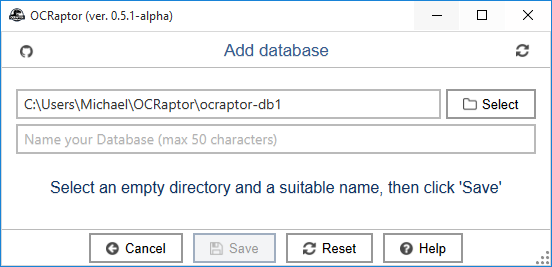 OCRaptor (ver. 0.5.1-alpha)
Add database
C:\Users\Michael\OCRaptor\ocraptor-db1
Select
Name your Database (max 50 characters)
Select an empty directory and a suitable name, then click 'Save'
Cancel
Save
Reset
Help